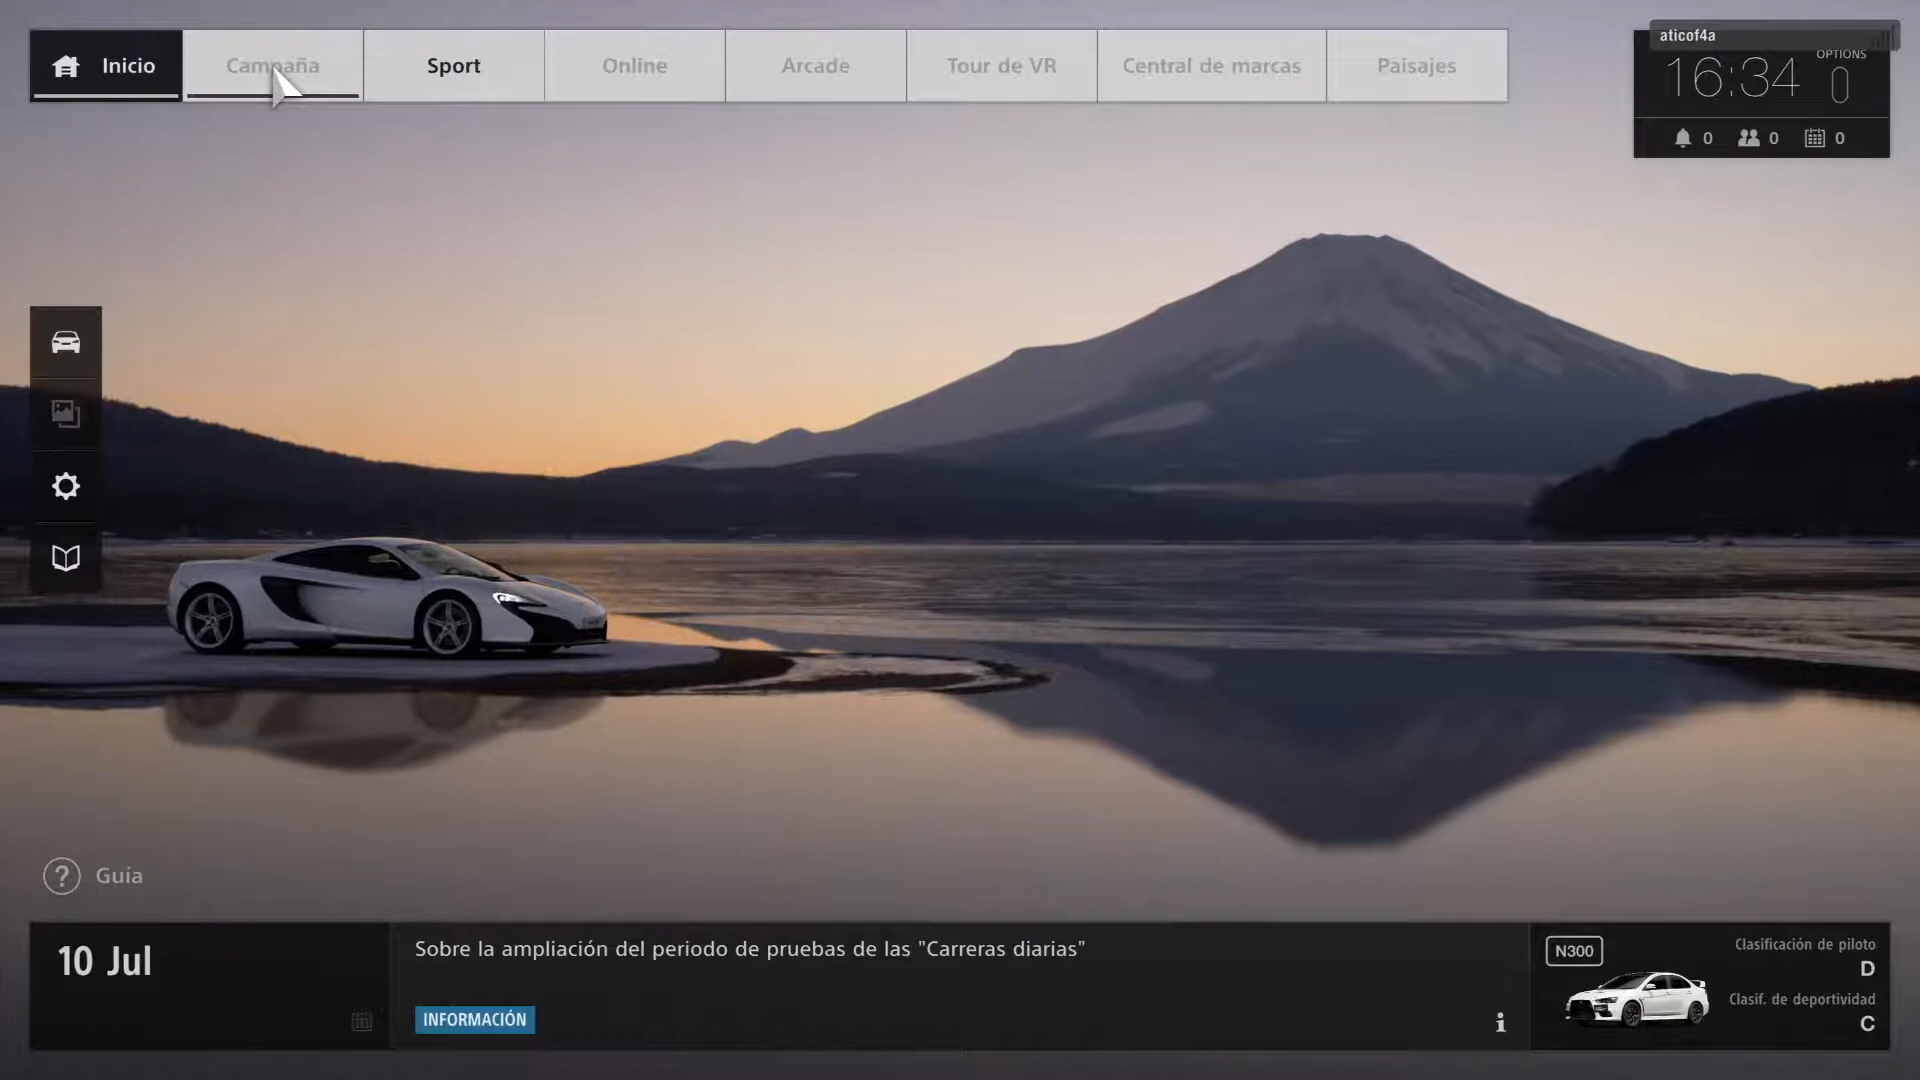 Inicio
Campaña
Sport
Online
Arcade
Tour de VR
Central de marcas
Paisajes
aticof4a
16:34
OPTIONS
0
0
0
Guía
10 Jul
Sobre la ampliación del periodo de pruebas de las "Carreras diarias"
INFORMACIÓN
N300
Clasificación de piloto
D
Clasif. de deportividad
C